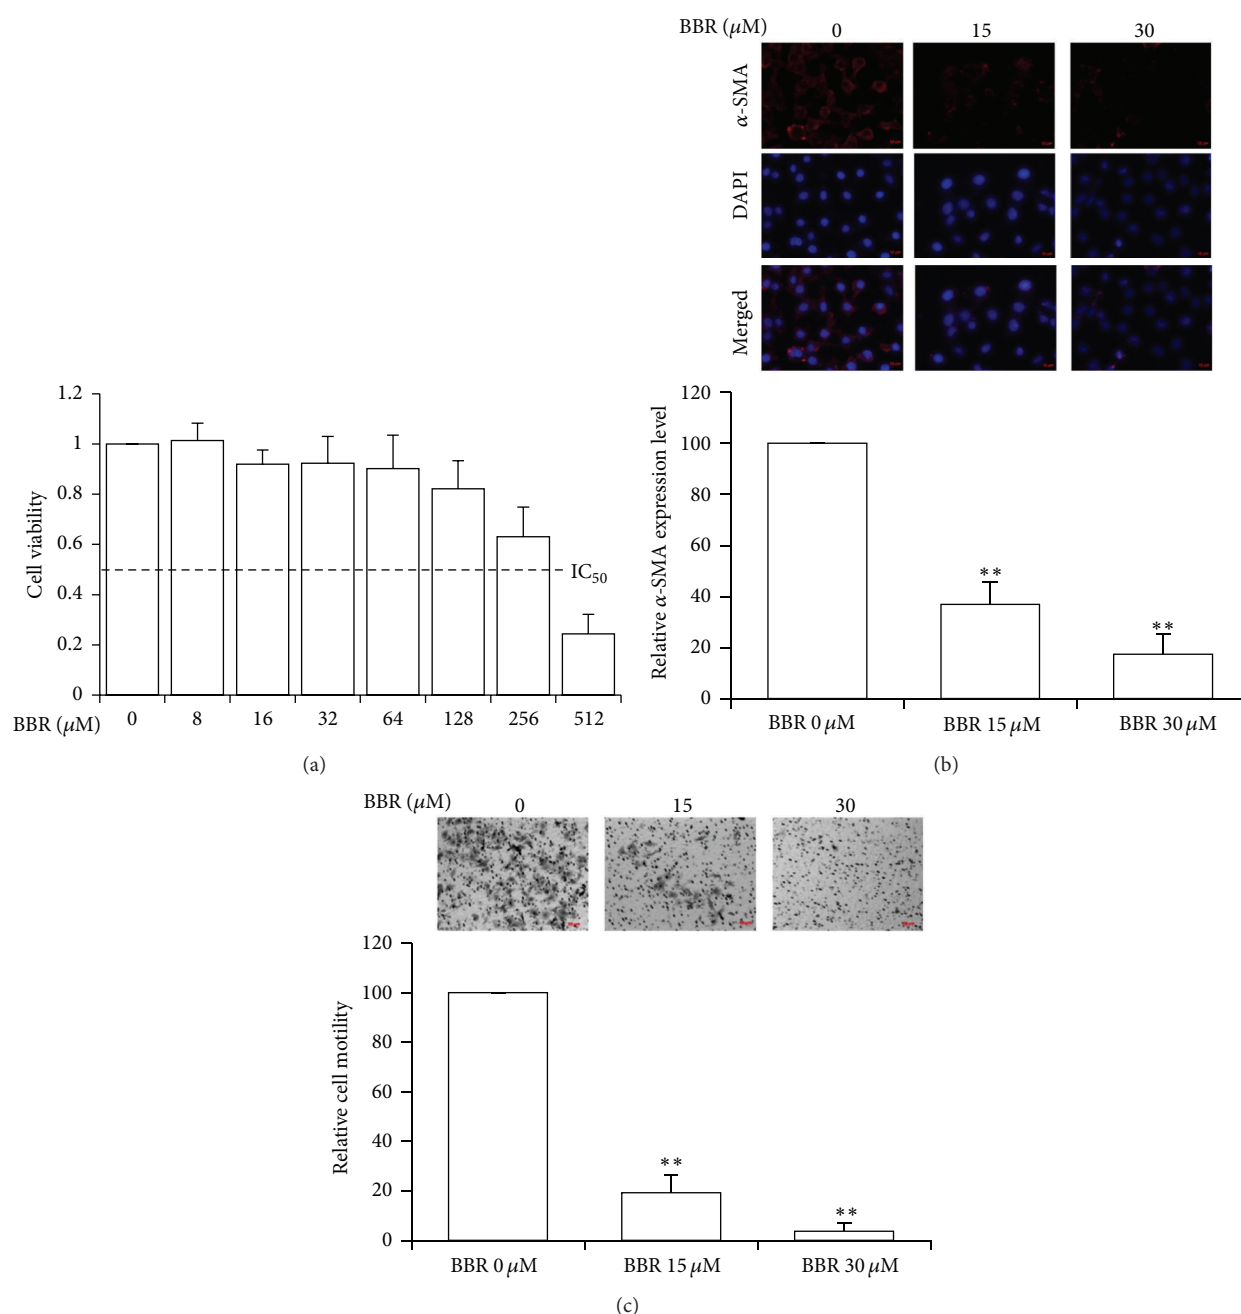 BBR (μM) 0 15 30
α-SMA
DAPI
Merged
1.2
1
0.8
0.6
0.4
0.2
0
Cell viability
IC50
BBR (μM) 0 8 16 32 64 128 256 512
(a)
120
100
80
60
40
20
0
Relative α-SMA expression level
**
**
BBR 0 μM BBR 15 μM BBR 30 μM
(b)
BBR (μM) 0 15 30
120
100
80
60
40
20
0
Relative cell motility
**
**
BBR 0 μM BBR 15 μM BBR 30 μM
(c)